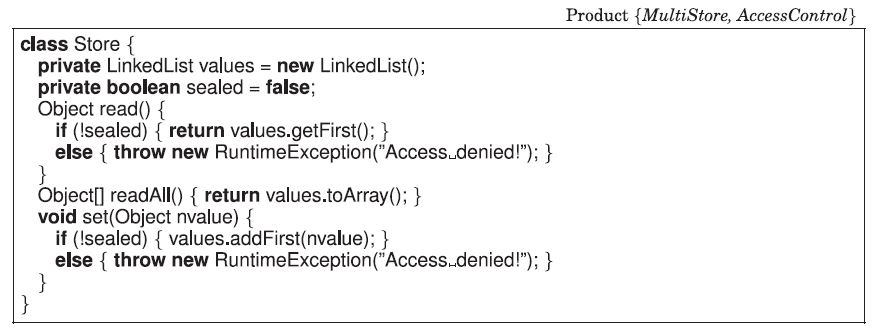 Product {MultiStore, AccessControl}
class Store {
private LinkedList values = new LinkedList();
private boolean sealed = false;
Object read() {
if (!sealed) { return values.getFirst(); }
else { throw new RuntimeException("Access␣denied!"); }
}
Object[] readAll() { return values.toArray(); }
void set(Object nvalue) {
if (!sealed) { values.addFirst(nvalue); }
else { throw new RuntimeException("Access␣denied!"); }
}
}